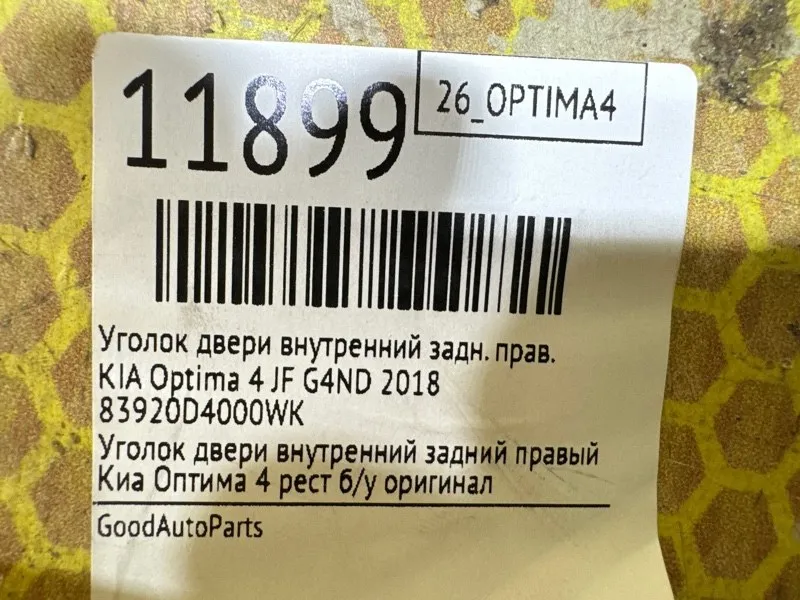 11899
26_OPTIMA4
Уголок двери внутренний задн. прав.
KIA Optima 4 JF G4ND 2018
83920D4000WK
Уголок двери внутренний задний правый
Киа Оптима 4 рест б/у оригинал
GoodAutoParts